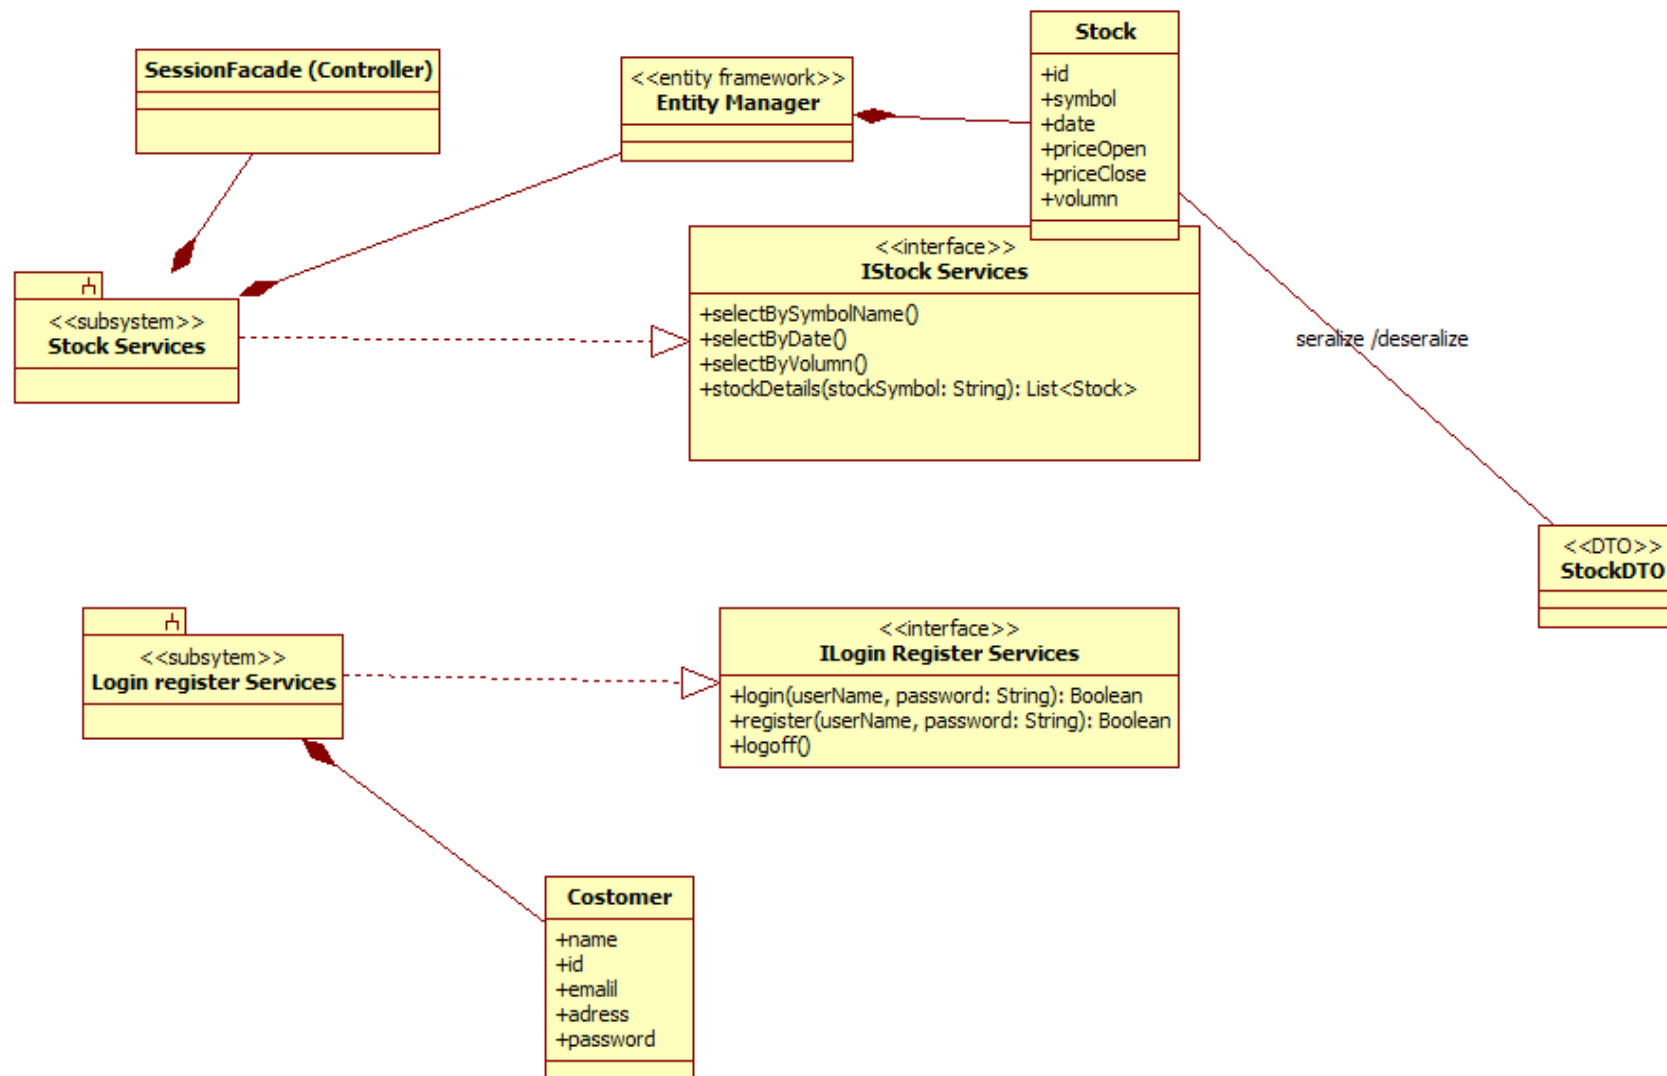 SessionFacade (Controller)
<<entity framework>>
Entity Manager
Stock
+id
+symbol
+date
+priceOpen
+priceClose
+volumn
<<subsystem>>
Stock Services
<<interface>>
IStock Services
+selectBySymbolName()
+selectByDate()
+selectByVolumn()
+stockDetails(stockSymbol: String): List<Stock>
seralize /deseralize
<<DTO>>
StockDTO
<<subsytem>>
Login register Services
<<interface>>
ILogin Register Services
+login(userName, password: String): Boolean
+register(userName, password: String): Boolean
+logoff()
Costomer
+name
+id
+emalil
+adress
+password